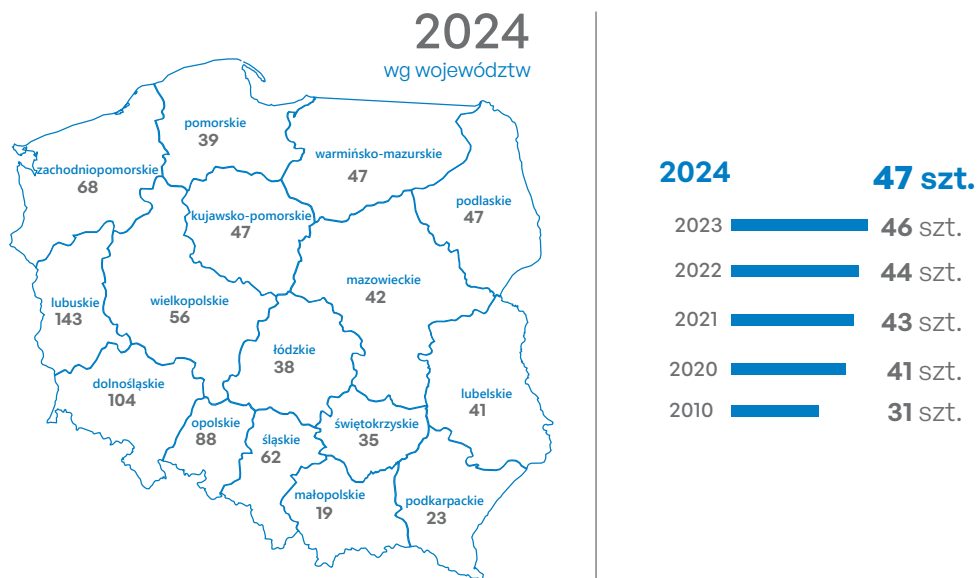 2024
wg województw
pomorskie
39
warmińsko-mazurskie
47
zachodniopomorskie
68
podlaskie
47
kujawsko-pomorskie
47
mazowieckie
42
lubuskie
143
wielkopolskie
56
łódzkie
38
dolnośląskie
104
lubelskie
41
opolskie
88
śląskie
62
świętokrzyskie
35
małopolskie
19
podkarpackie
23
2024 47 szt.
2023 46 szt.
2022 44 szt.
2021 43 szt.
2020 41 szt.
2010 31 szt.